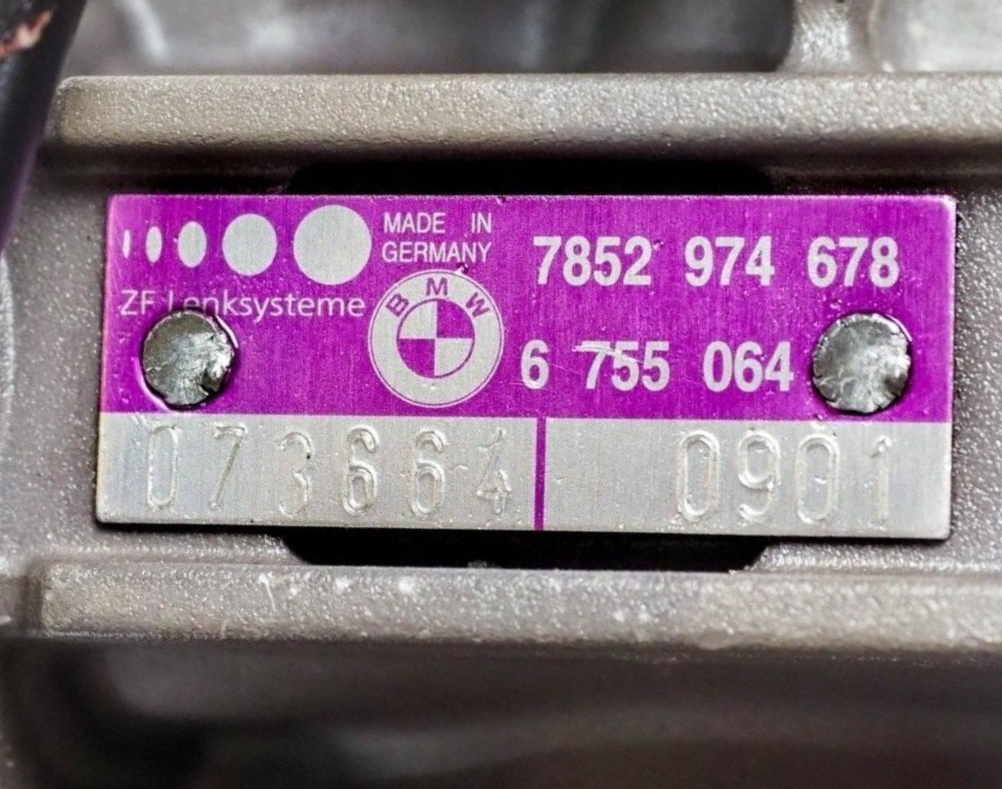 MADE IN
GERMANY
7852 974 678
ZF Lenksysteme
BMW
6 755 064
073664
0901